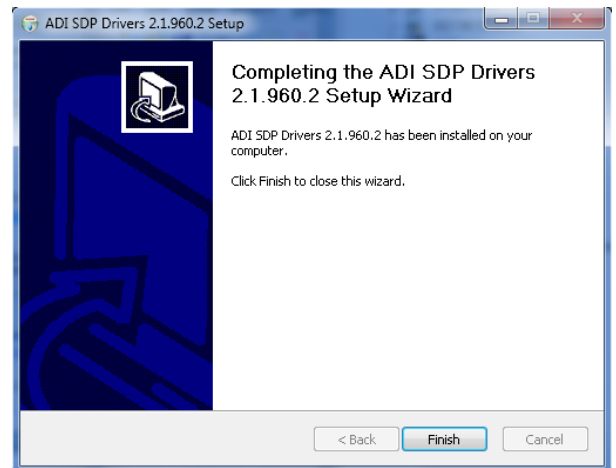 ADI SDP Drivers 2.1.960.2 Setup
Completing the ADI SDP Drivers
2.1.960.2 Setup Wizard
ADI SDP Drivers 2.1.960.2 has been installed on your
computer.
Click Finish to close this wizard.
< Back Finish Cancel